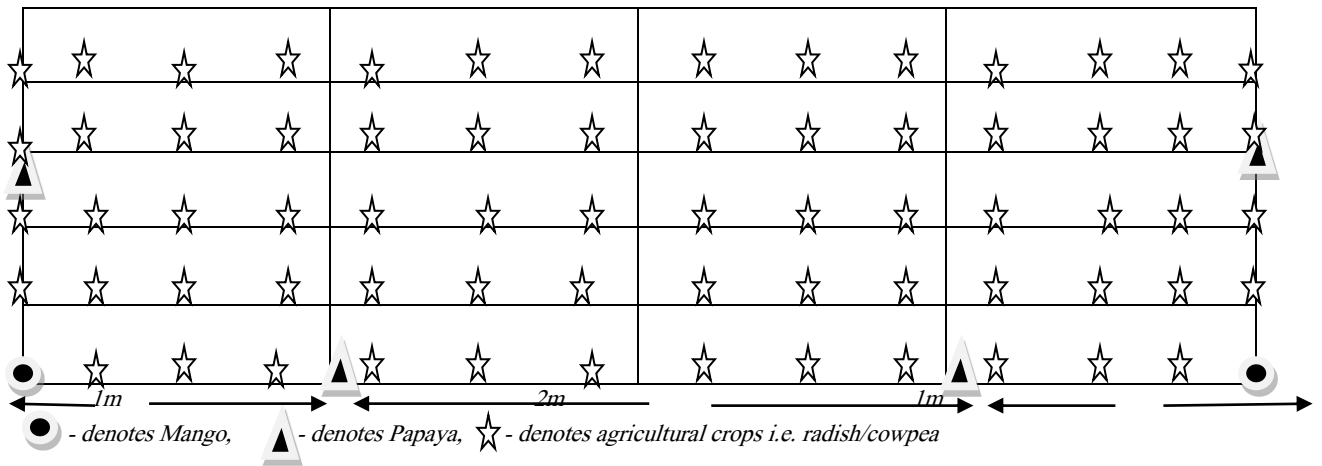 1m 2m 1m
- denotes Mango, - denotes Papaya, - denotes agricultural crops i.e. radish/cowpea